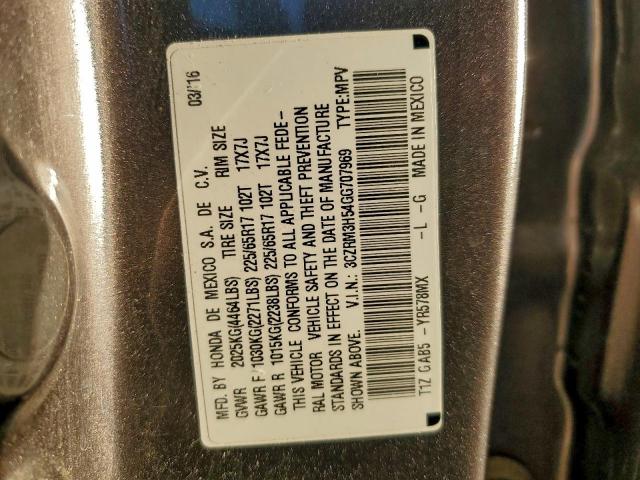 MFD. BY HONDA DE MEXICO S.A. DE C.V. 03/'16
GVWR 2025KG(4464LBS) TIRE SIZE RIM SIZE
GAWR F 1030KG(2271LBS) 225/65R17 102T 17X7J
GAWR R 1015KG(2238LBS) 225/65R17 102T 17X7J
THIS VEHICLE CONFORMS TO ALL APPLICABLE FEDE-
RAL MOTOR VEHICLE SAFETY AND THEFT PREVENTION
STANDARDS IN EFFECT ON THE DATE OF MANUFACTURE
SHOWN ABOVE. V.I.N.: 3CZRM3H54GG707969 TYPE:MPV
T1Z CAB5 -YR578MX -L -G MADE IN MEXICO